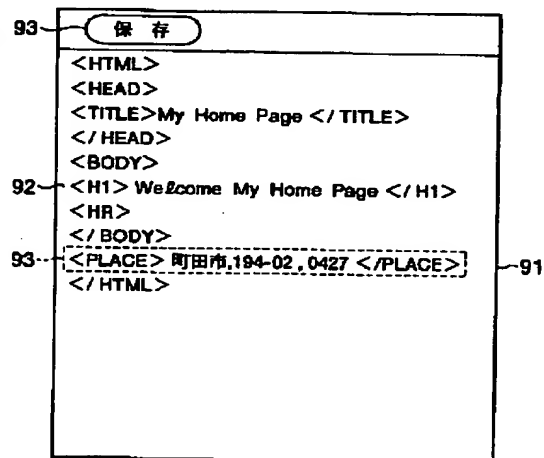 93 保存
<HTML>
<HEAD>
<TITLE>My Home Page </TITLE>
</HEAD>
<BODY>
92 <H1> Welcome My Home Page </H1>
<HR>
</BODY>
93 <PLACE> 町田市,194-02 , 0427 </PLACE> 91
</HTML>